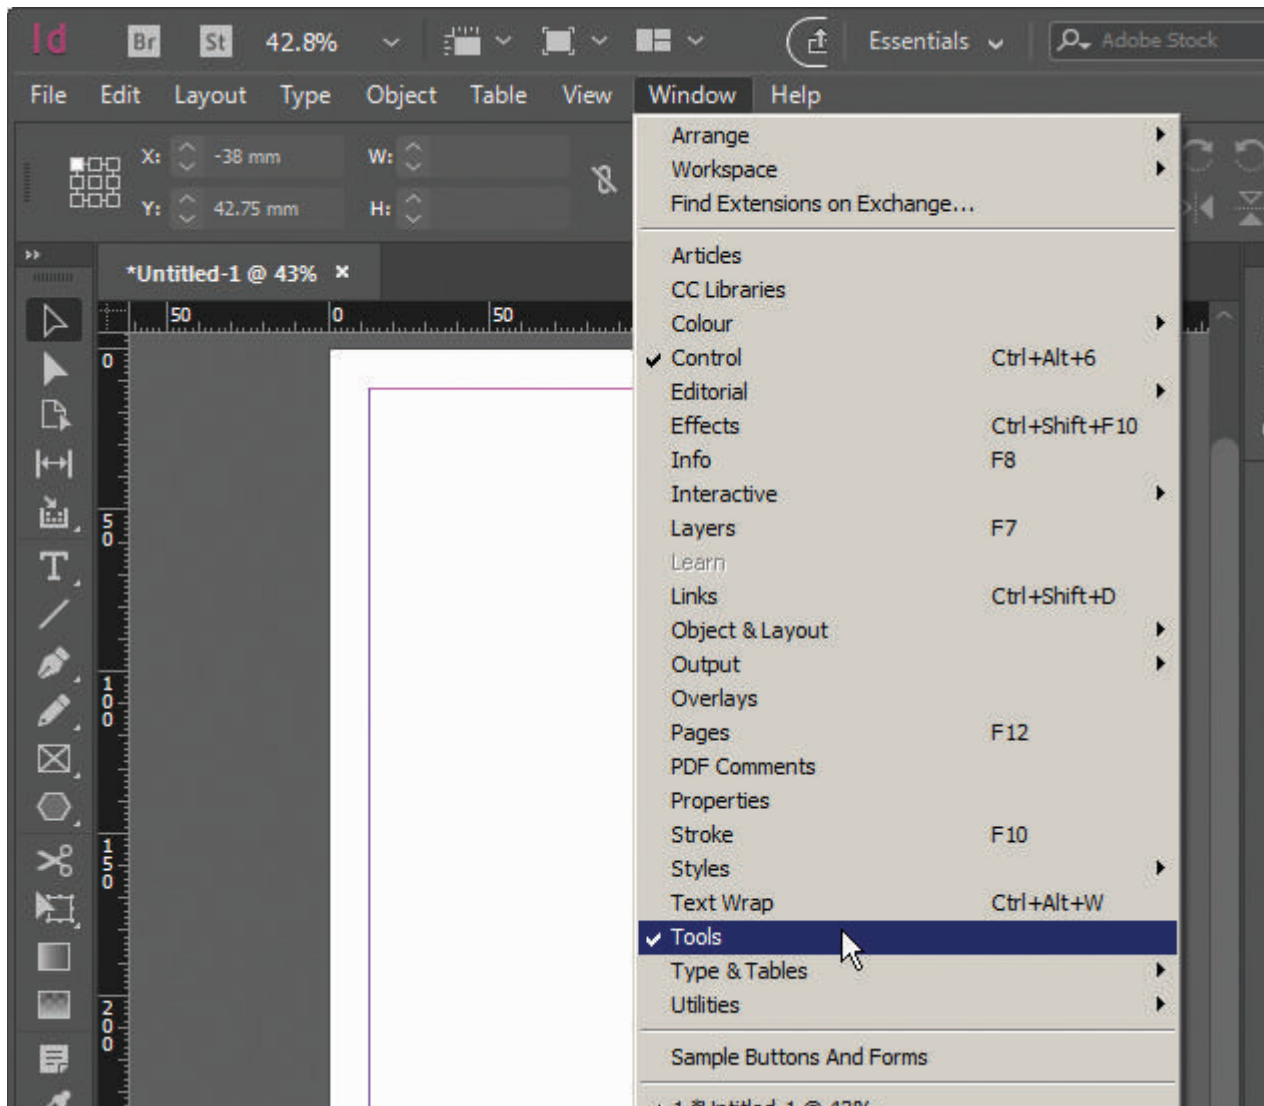 Id Br St 42.8% Essentials Adobe Stock
File Edit Layout Type Object Table View Window Help
X: -38 mm W:
Y: 42.75 mm H:
*Untitled-1 @ 43% ×
50 0 50
0
50
100
150
200
Arrange
Workspace
Find Extensions on Exchange...
Articles
CC Libraries
Colour
Control Ctrl+Alt+6
Editorial
Effects Ctrl+Shift+F10
Info F8
Interactive
Layers F7
Learn
Links Ctrl+Shift+D
Object & Layout
Output
Overlays
Pages F12
PDF Comments
Properties
Stroke F10
Styles
Text Wrap Ctrl+Alt+W
Tools
Type & Tables
Utilities
Sample Buttons And Forms
1 *Untitled-1 @ 43%